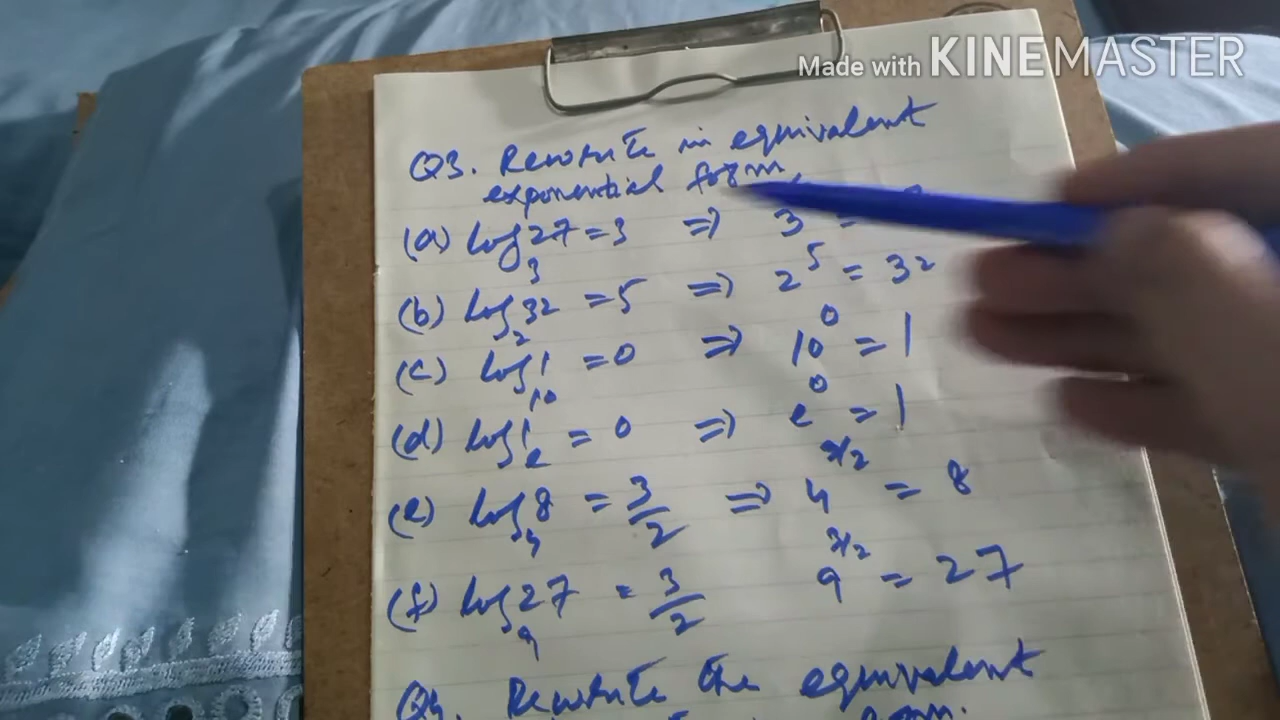 Made with KINEMASTER
Q3. Rewrite in equivalent
exponential form,
(a) log₃27 = 3 => 3 =
(b) log₂32 = 5 => 2⁵ = 32
(c) log₁₀1 = 0 => 10⁰ = 1
(d) logₑ1 = 0 => e⁰ = 1
(e) log₄8 = 3/2 => 4^3/2 = 8
(f) log₉27 = 3/2 9^3/2 = 27
Q4. Rewrite the equivalent
form.